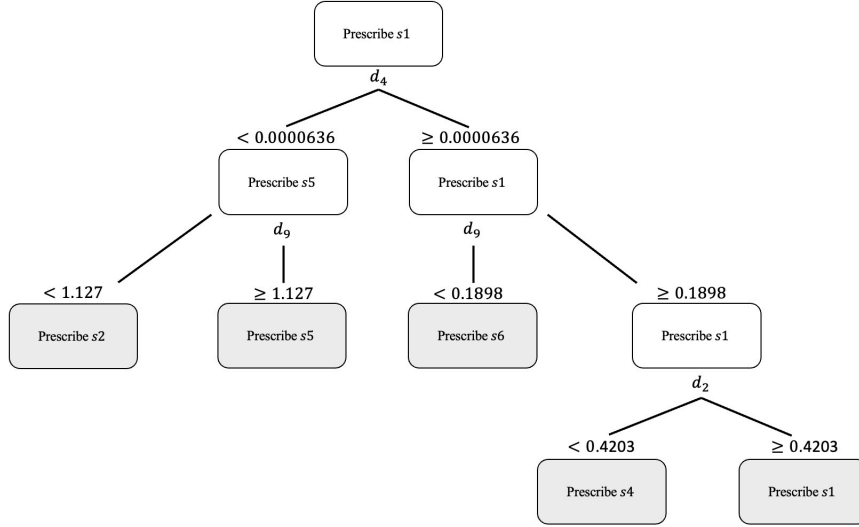 Prescribe s1
d₄
< 0.0000636
≥ 0.0000636
Prescribe s5
Prescribe s1
d₉
d₉
< 1.127
≥ 1.127
< 0.1898
≥ 0.1898
Prescribe s2
Prescribe s5
Prescribe s6
Prescribe s1
d₂
< 0.4203
≥ 0.4203
Prescribe s4
Prescribe s1